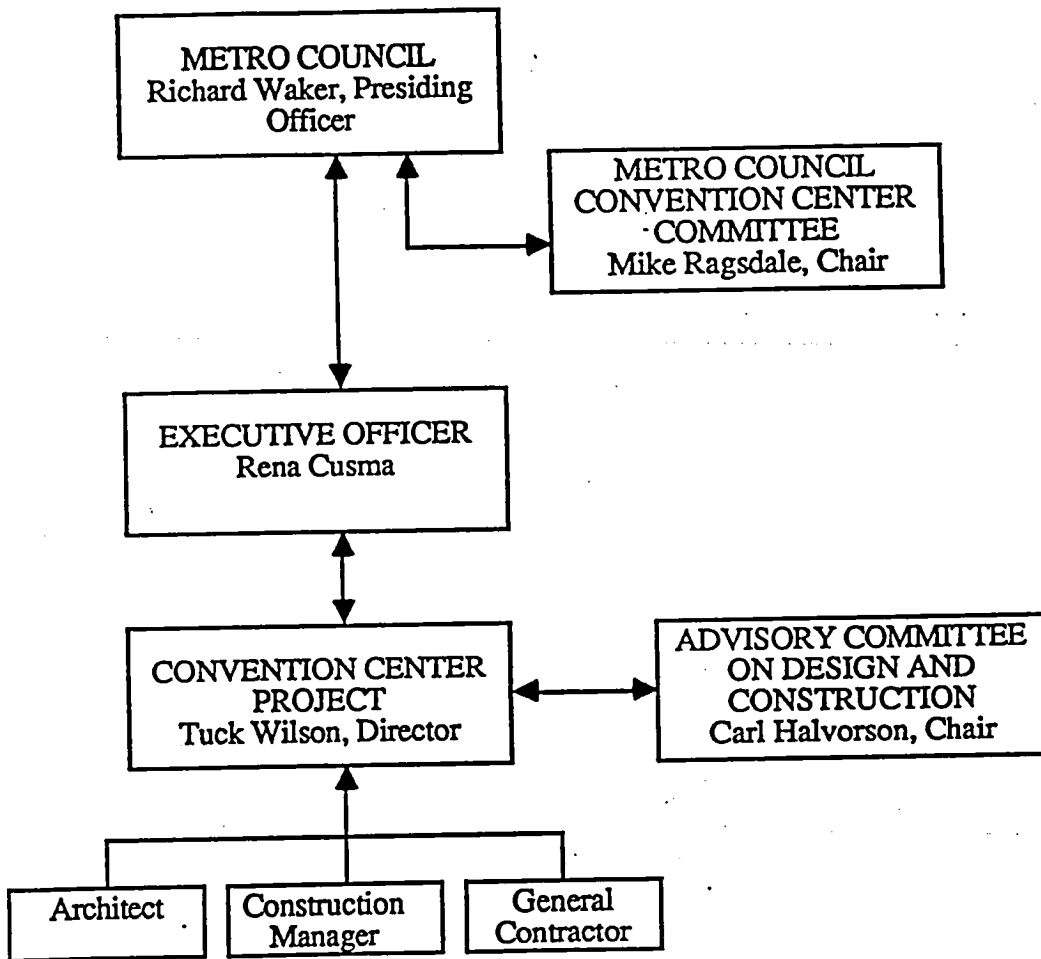 METRO COUNCIL
Richard Waker, Presiding
Officer
METRO COUNCIL
CONVENTION CENTER
COMMITTEE
Mike Ragsdale, Chair
EXECUTIVE OFFICER
Rena Cusma
CONVENTION CENTER
PROJECT
Tuck Wilson, Director
ADVISORY COMMITTEE
ON DESIGN AND
CONSTRUCTION
Carl Halvorson, Chair
Architect
Construction
Manager
General
Contractor